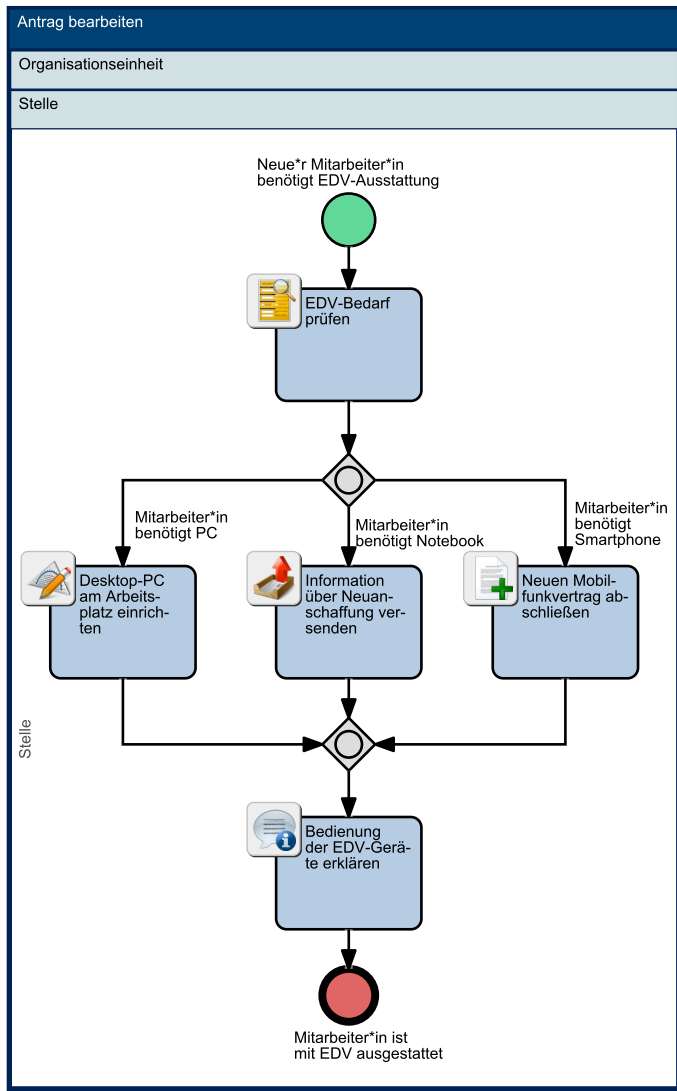 Antrag bearbeiten
Organisationseinheit
Stelle
Neue*r Mitarbeiter*in
benötigt EDV-Ausstattung
EDV-Bedarf
prüfen
Mitarbeiter*in
benötigt PC
Mitarbeiter*in
benötigt Notebook
Mitarbeiter*in
benötigt
Smartphone
Desktop-PC
am Arbeits-
platz einrich-
ten
Information
über Neuan-
schaffung ver-
senden
Neuen Mobil-
funkvertrag ab-
schließen
Stelle
Bedienung
der EDV-Gerä-
te erklären
Mitarbeiter*in ist
mit EDV ausgestattet